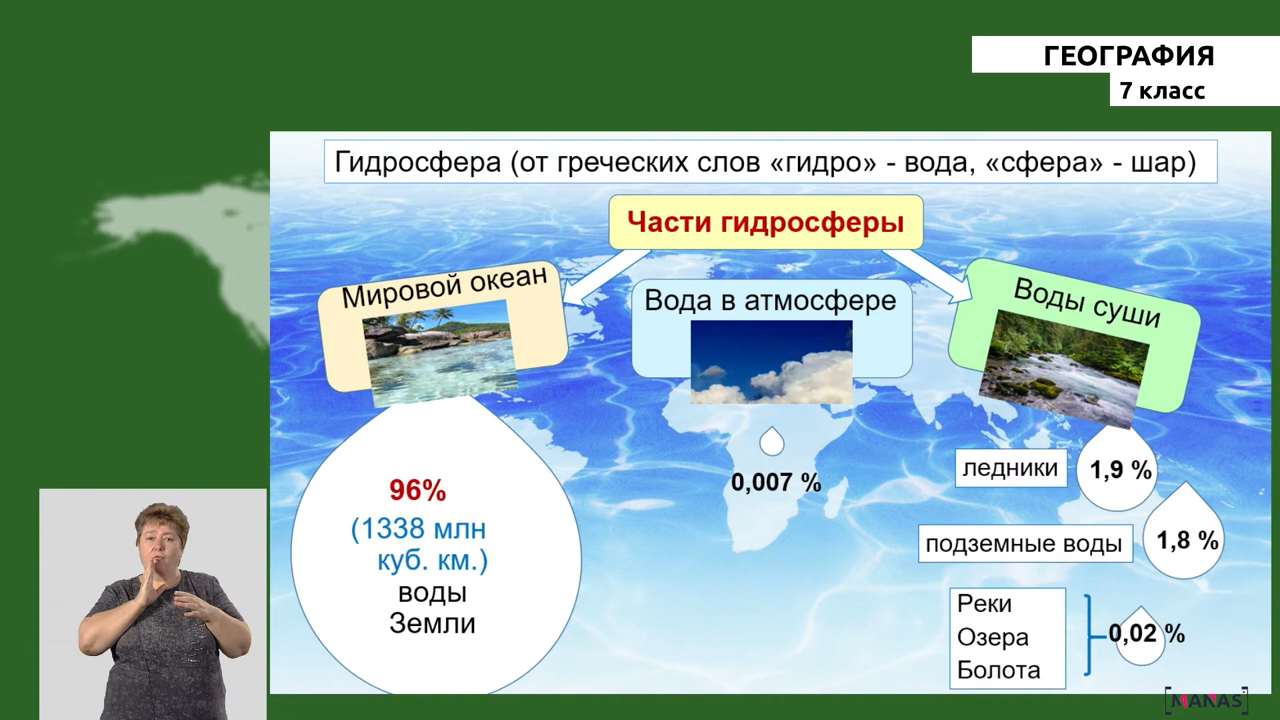 ГЕОГРАФИЯ
7 класс
Гидросфера (от греческих слов «гидро» - вода, «сфера» - шар)
Части гидросферы
Мировой океан
Вода в атмосфере
Воды суши
96%
(1338 млн
куб. км.)
воды
Земли
0,007 %
ледники
1,9 %
подземные воды
1,8 %
Реки
Озера
Болота
0,02 %
[MANAS]